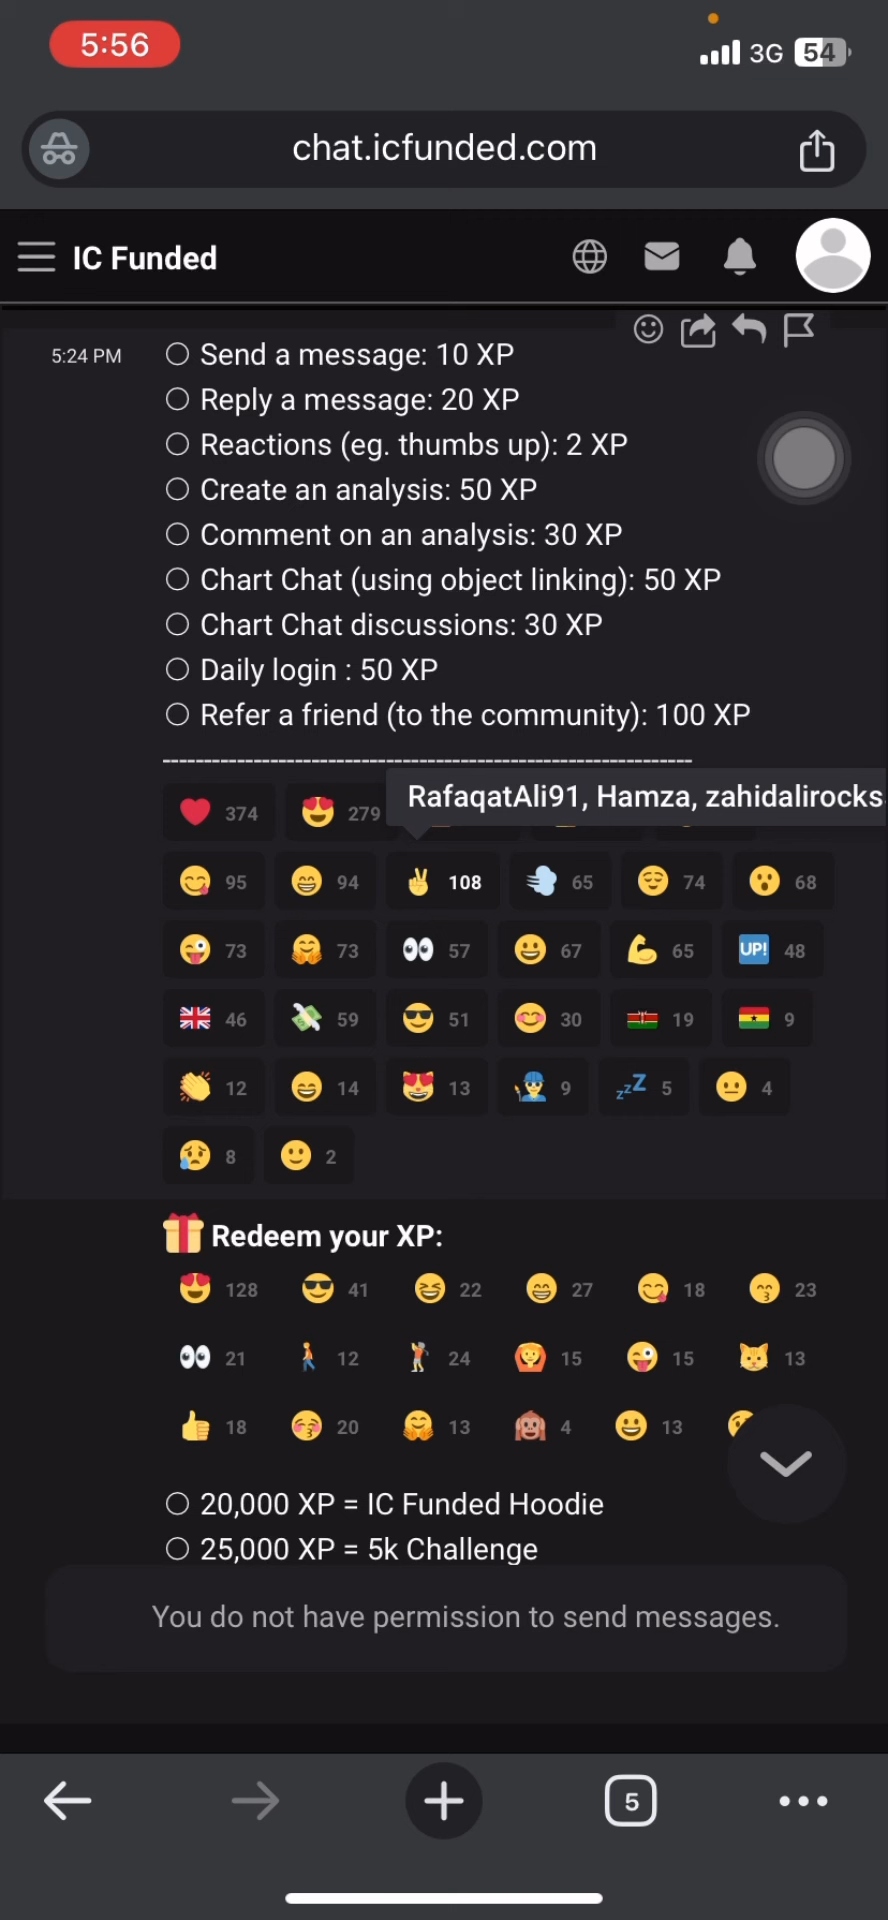 5:56
3G 54
chat.icfunded.com
IC Funded
5:24 PM
Send a message: 10 XP
Reply a message: 20 XP
Reactions (eg. thumbs up): 2 XP
Create an analysis: 50 XP
Comment on an analysis: 30 XP
Chart Chat (using object linking): 50 XP
Chart Chat discussions: 30 XP
Daily login : 50 XP
Refer a friend (to the community): 100 XP
------------------------------------------------------------------
RafaqatAli91, Hamza, zahidalirocks
374 279
95 94 108 65 74 68
73 73 57 67 65 UP! 48
46 59 51 30 19 9
12 14 13 9 zzZ 5 4
8 2
Redeem your XP:
128 41 22 27 18 23
21 12 24 15 15 13
18 20 13 4 13
20,000 XP = IC Funded Hoodie
25,000 XP = 5k Challenge
You do not have permission to send messages.
5